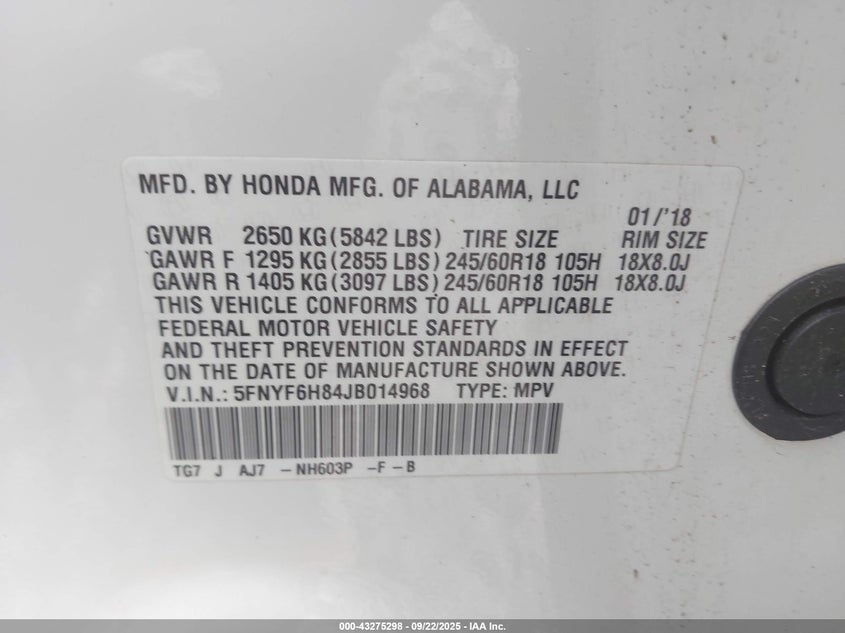 MFD. BY HONDA MFG. OF ALABAMA, LLC
01/'18
GVWR 2650 KG(5842 LBS) TIRE SIZE RIM SIZE
GAWR F 1295 KG(2855 LBS)245/60R18 105H 18X8.0J
GAWR R 1405 KG(3097 LBS)245/60R18 105H 18X8.0J
THIS VEHICLE CONFORMS TO ALL APPLICABLE
FEDERAL MOTOR VEHICLE SAFETY
AND THEFT PREVENTION STANDARDS IN EFFECT
ON THE DATE OF MANUFACTURE SHOWN ABOVE.
V.I.N.: 5FNYF6H84JB014968 TYPE: MPV
TG7 J AJ7 -NH603P -F-B
000-43275298 - 09/22/2025 - IAA Inc.